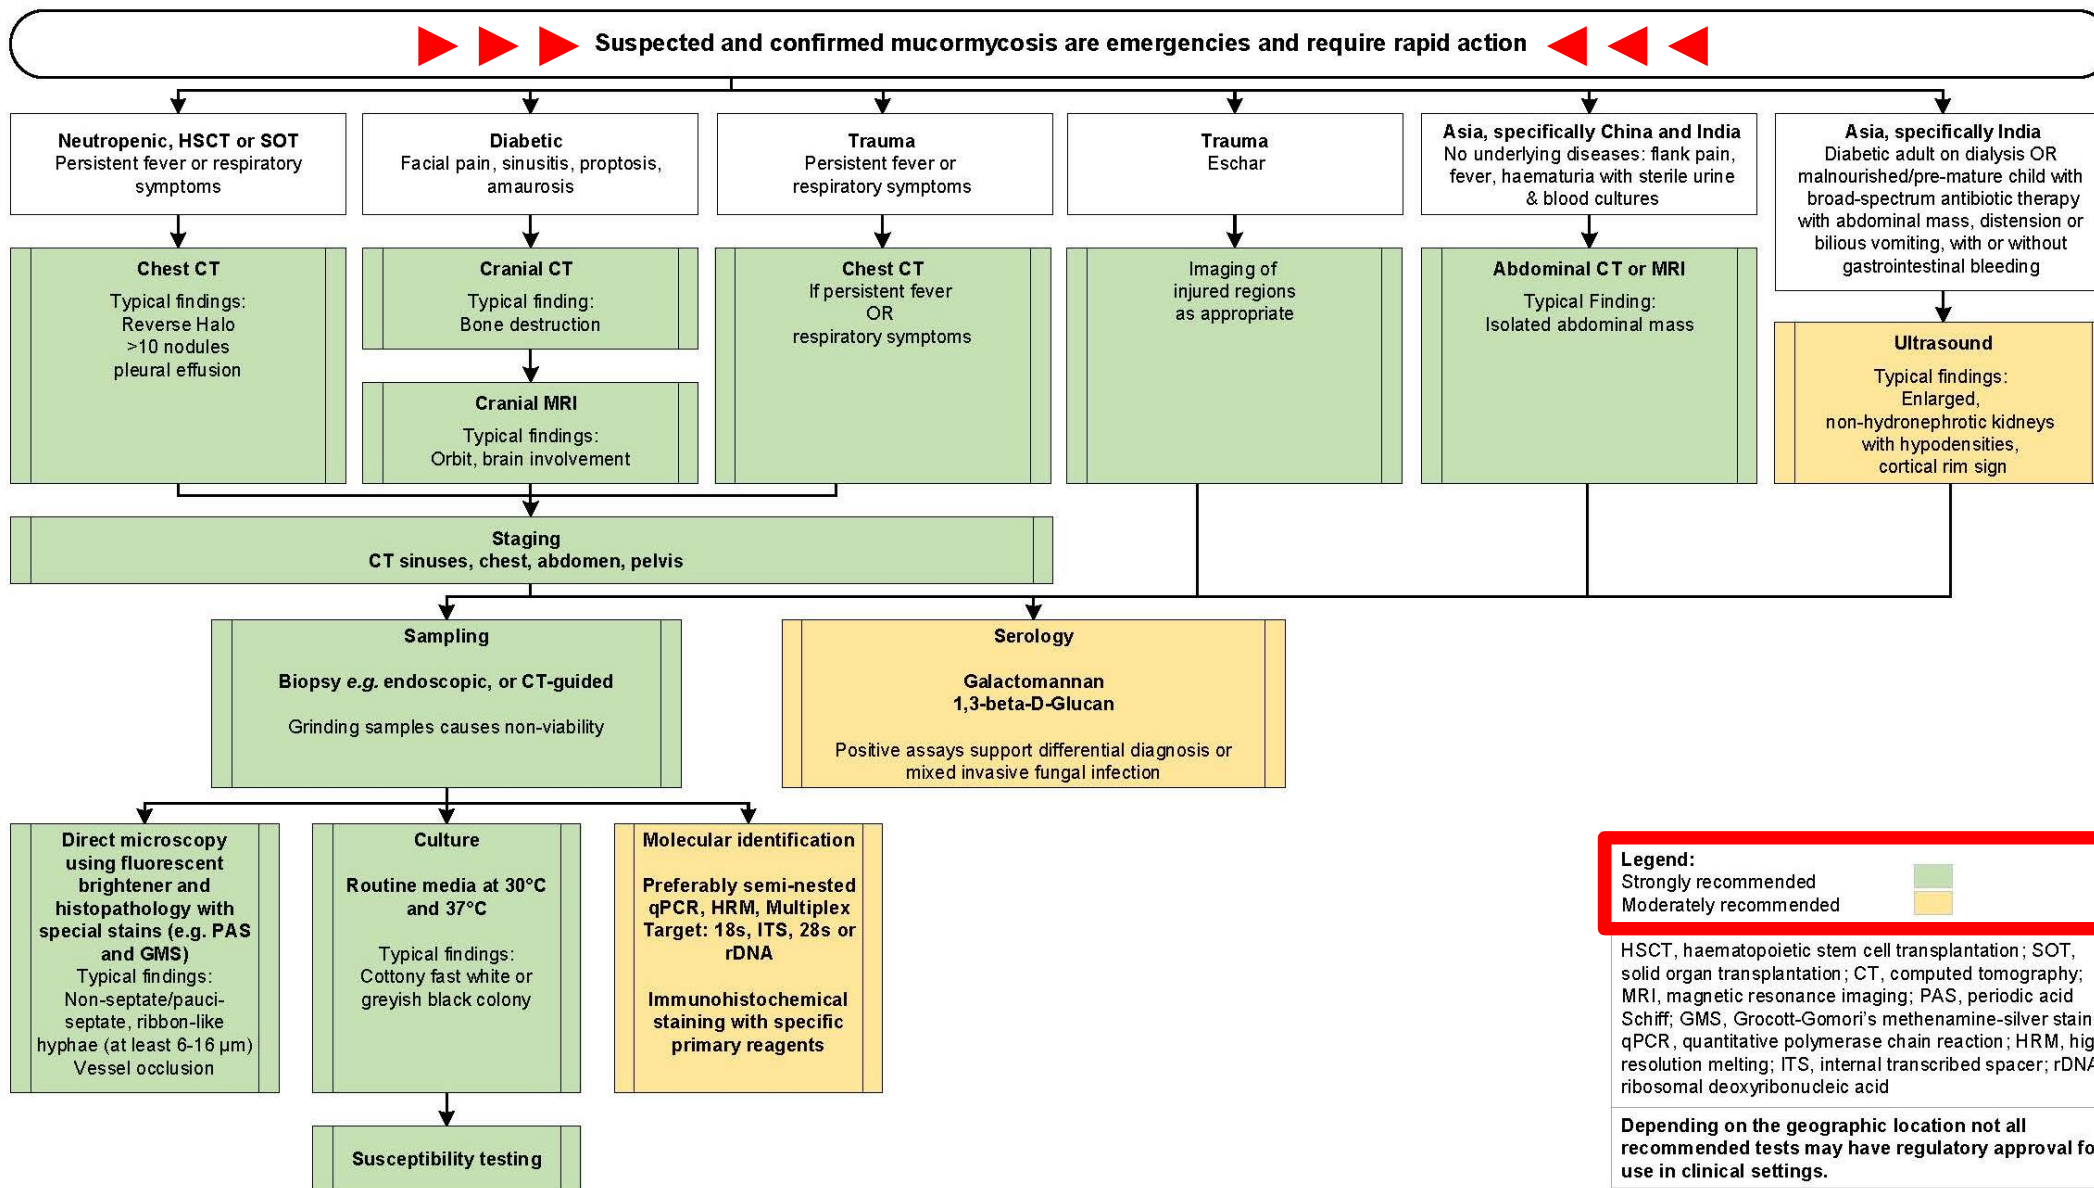 Suspected and confirmed mucormycosis are emergencies and require rapid action
Neutropenic, HSCT or SOT
Persistent fever or respiratory
symptoms
Diabetic
Facial pain, sinusitis, proptosis,
amaurosis
Trauma
Persistent fever or
respiratory symptoms
Trauma
Eschar
Asia, specifically China and India
No underlying diseases: flank pain,
fever, haematuria with sterile urine
& blood cultures
Asia, specifically India
Diabetic adult on dialysis OR
malnourished/pre-mature child with
broad-spectrum antibiotic therapy
with abdominal mass, distension or
bilious vomiting, with or without
gastrointestinal bleeding
Chest CT
Typical findings:
Reverse Halo
>10 nodules
pleural effusion
Cranial CT
Typical finding:
Bone destruction
Cranial MRI
Typical findings:
Orbit, brain involvement
Chest CT
If persistent fever
OR
respiratory symptoms
Imaging of
injured regions
as appropriate
Abdominal CT or MRI
Typical Finding:
Isolated abdominal mass
Ultrasound
Typical findings:
Enlarged,
non-hydronephrotic kidneys
with hypodensities,
cortical rim sign
Staging
CT sinuses, chest, abdomen, pelvis
Sampling
Biopsy e.g. endoscopic, or CT-guided
Grinding samples causes non-viability
Serology
Galactomannan
1,3-beta-D-Glucan
Positive assays support differential diagnosis or
mixed invasive fungal infection
Direct microscopy
using fluorescent
brightener and
histopathology with
special stains (e.g. PAS
and GMS)
Typical findings:
Non-septate/pauci-
septate, ribbon-like
hyphae (at least 6-16 µm)
Vessel occlusion
Culture
Routine media at 30°C
and 37°C
Typical findings:
Cottony fast white or
greyish black colony
Molecular identification
Preferably semi-nested
qPCR, HRM, Multiplex
Target: 18s, ITS, 28s or
rDNA
Immunohistochemical
staining with specific
primary reagents
Susceptibility testing
Legend:
Strongly recommended
Moderately recommended
HSCT, haematopoietic stem cell transplantation; SOT,
solid organ transplantation; CT, computed tomography;
MRI, magnetic resonance imaging; PAS, periodic acid
Schiff; GMS, Grocott-Gomori's methenamine-silver stain
qPCR, quantitative polymerase chain reaction; HRM,
resolution melting; ITS, internal transcribed spacer; rDNA
ribosomal deoxyribonucleic acid
Depending on the geographic location not all
recommended tests may have regulatory approval
use in clinical settings.